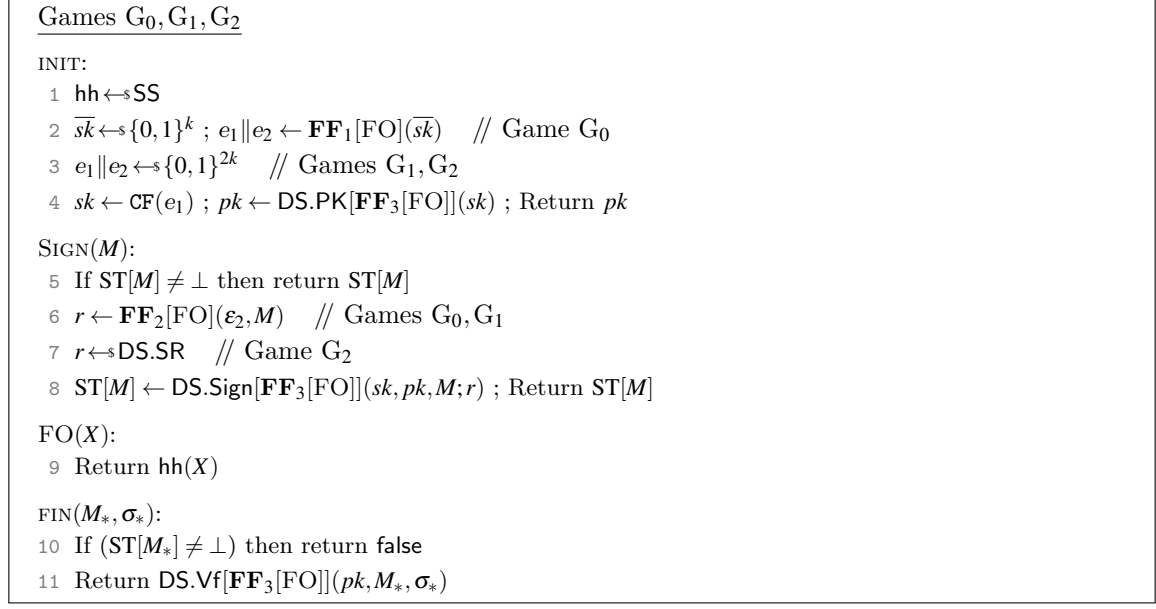 Games G₀, G₁, G₂
INIT:
1 hh ←$ SS
2 s̅k̅ ←$ {0,1}ᵏ ; e₁∥e₂ ← FF₁[FO](s̅k̅) // Game G₀
3 e₁∥e₂ ←$ {0,1}²ᵏ // Games G₁, G₂
4 sk ← CF(e₁) ; pk ← DS.PK[FF₃[FO]](sk) ; Return pk
SIGN(M):
5 If ST[M] ≠ ⊥ then return ST[M]
6 r ← FF₂[FO](ε₂, M) // Games G₀, G₁
7 r ←$ DS.SR // Game G₂
8 ST[M] ← DS.Sign[FF₃[FO]](sk, pk, M; r) ; Return ST[M]
FO(X):
9 Return hh(X)
FIN(M∗, σ∗):
10 If (ST[M∗] ≠ ⊥) then return false
11 Return DS.Vf[FF₃[FO]](pk, M∗, σ∗)